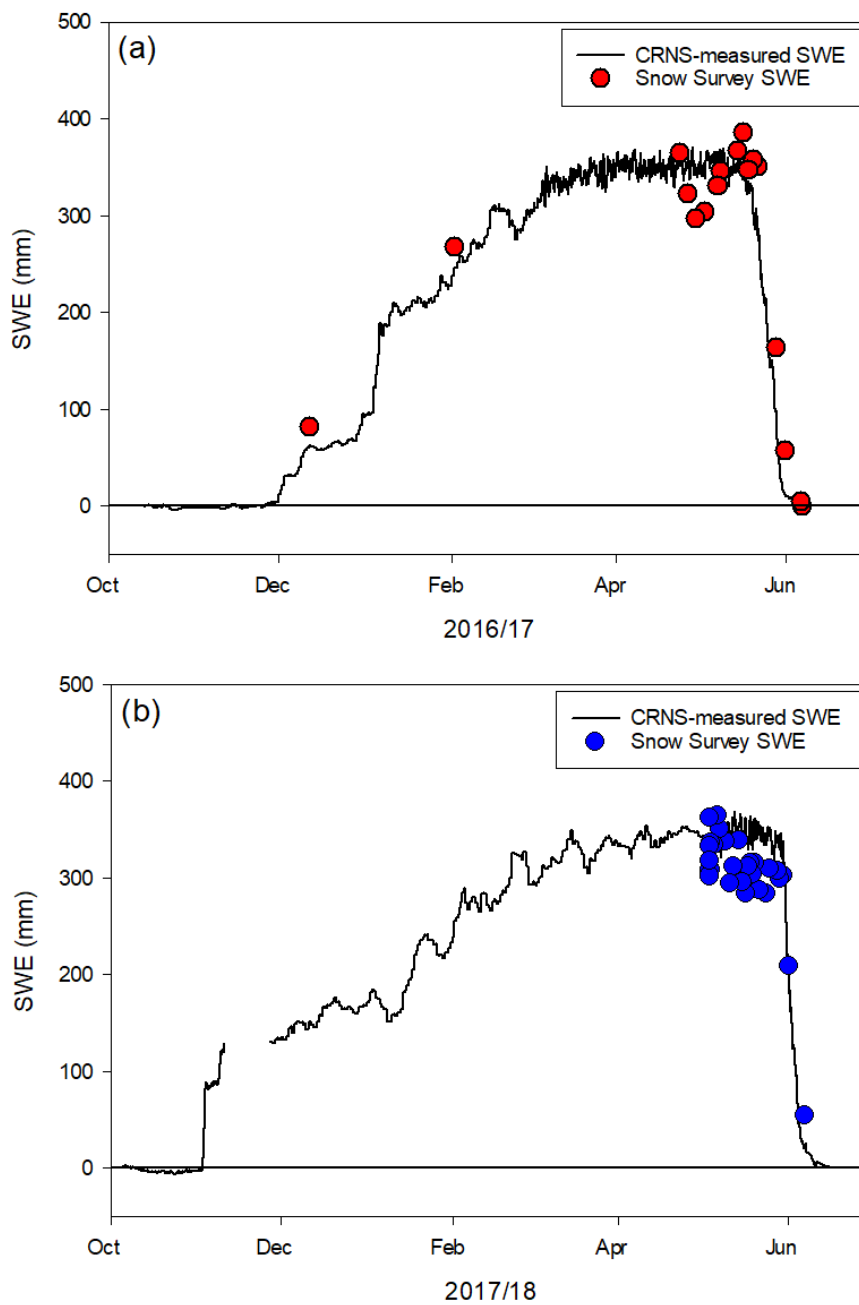 (a)
CRNS-measured SWE
Snow Survey SWE
500
400
300
200
100
0
SWE (mm)
Oct Dec Feb Apr Jun
2016/17
(b)
CRNS-measured SWE
Snow Survey SWE
500
400
300
200
100
0
SWE (mm)
Oct Dec Feb Apr Jun
2017/18